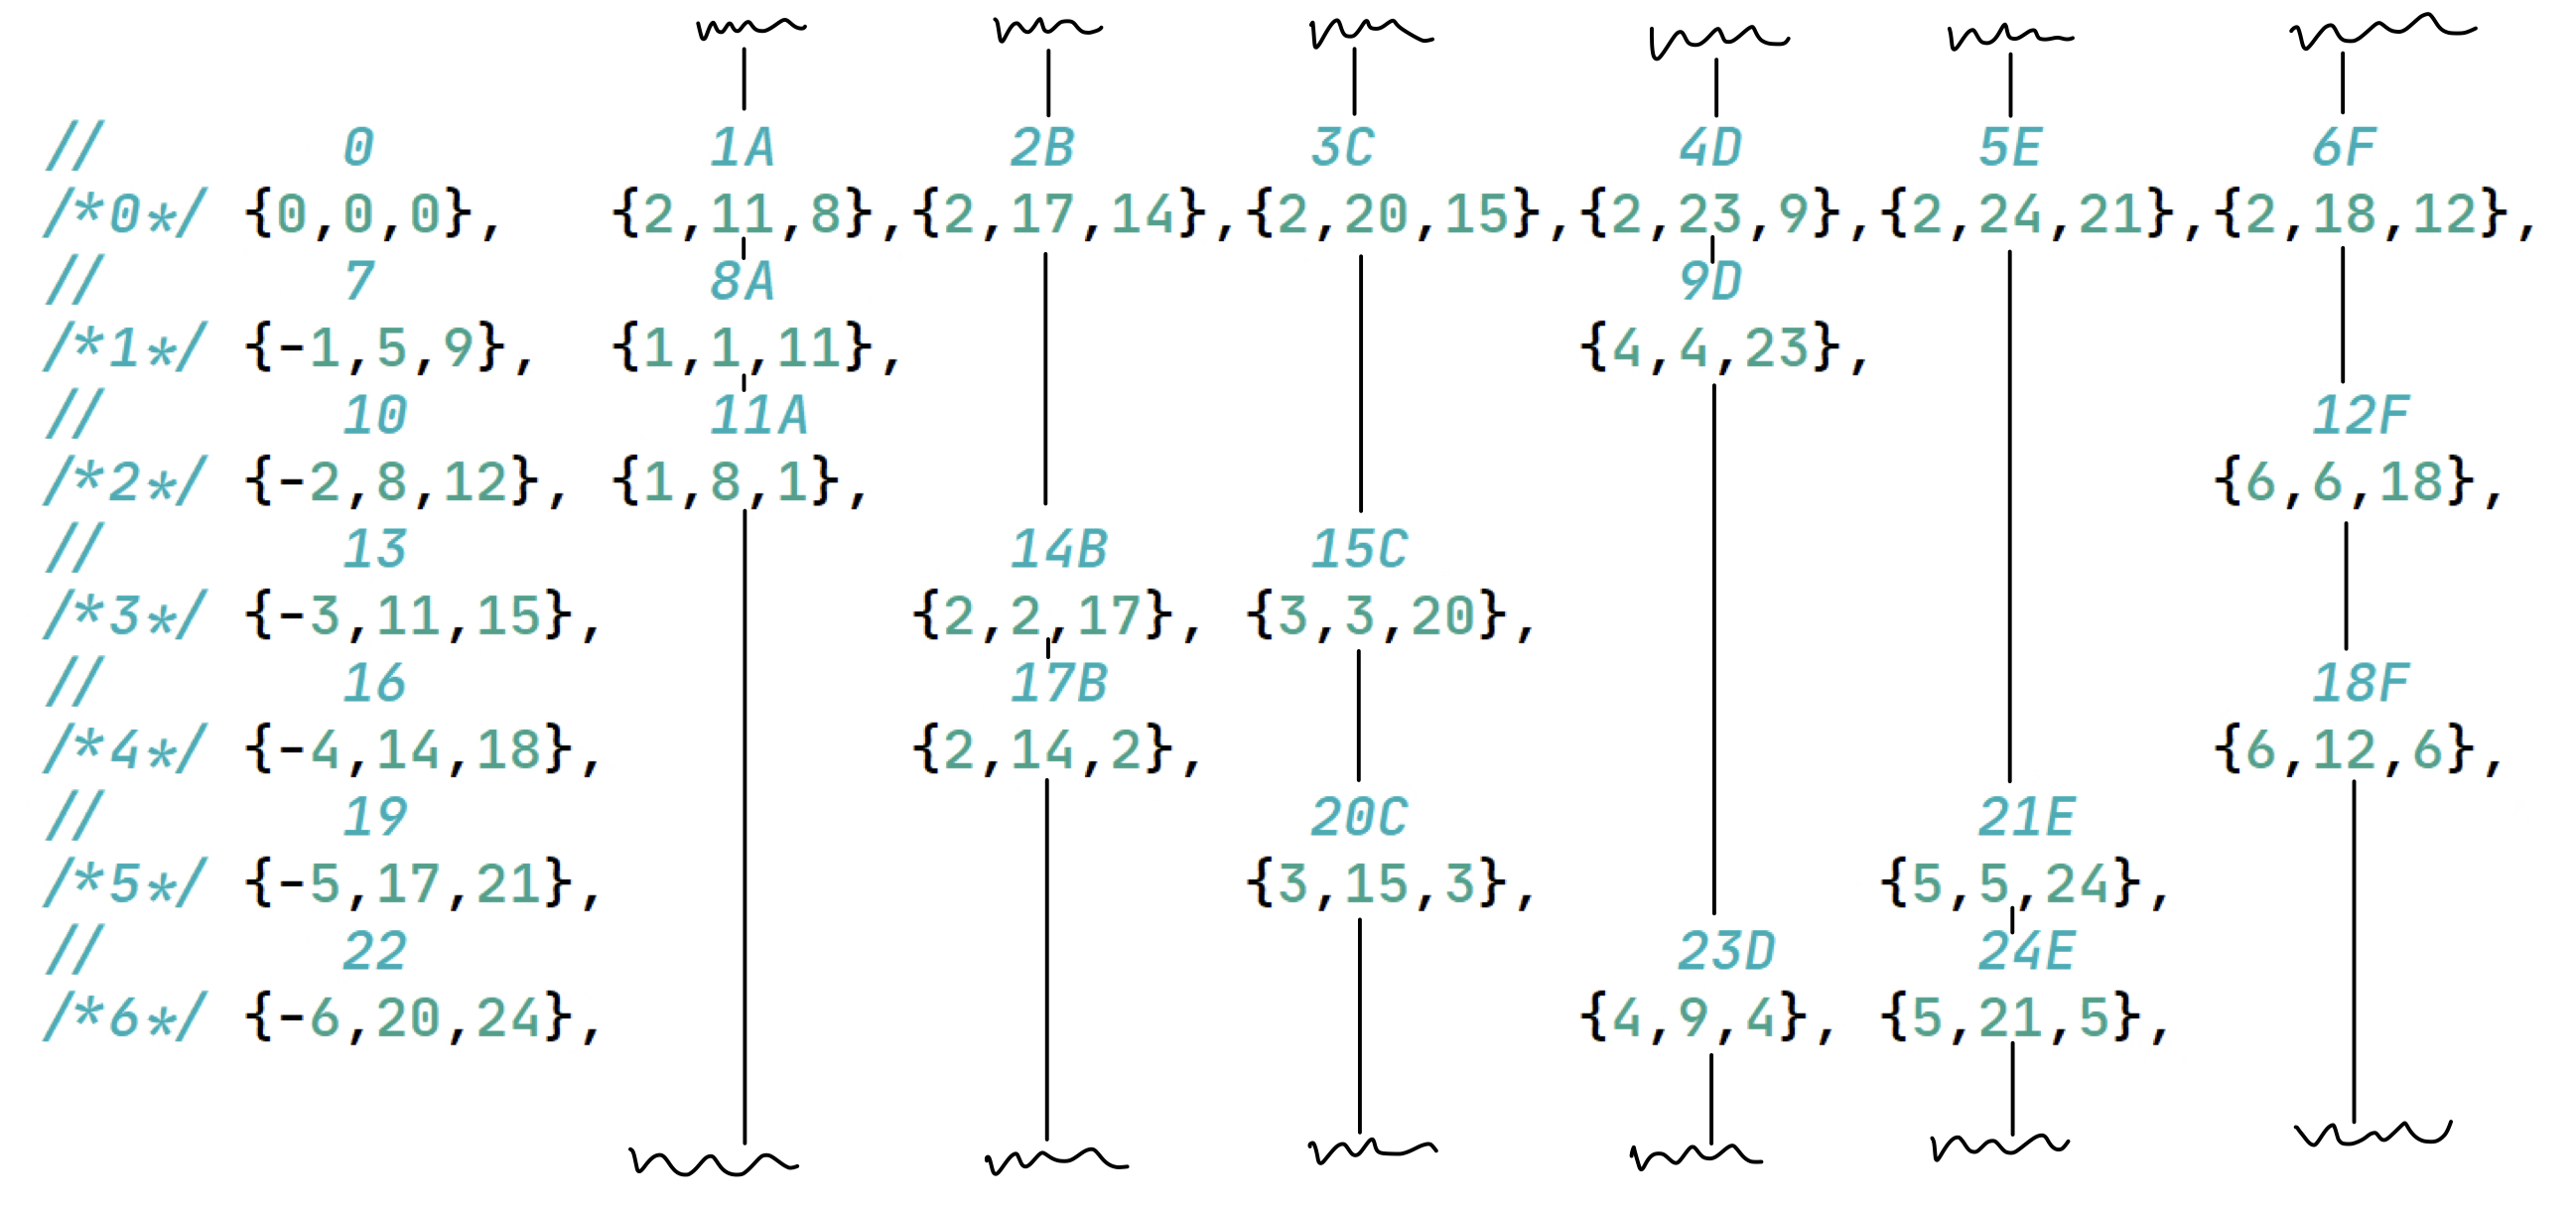 // 0 1A 2B 3C 4D 5E 6F
/*0*/ {0,0,0}, {2,11,8},{2,17,14},{2,20,15},{2,23,9},{2,24,21},{2,18,12},
// 7 8A 9D
/*1*/ {-1,5,9}, {1,1,11}, {4,4,23},
// 10 11A 12F
/*2*/ {-2,8,12}, {1,8,1}, {6,6,18},
// 13 14B 15C
/*3*/ {-3,11,15}, {2,2,17}, {3,3,20},
// 16 17B 18F
/*4*/ {-4,14,18}, {2,14,2}, {6,12,6},
// 19 20C 21E
/*5*/ {-5,17,21}, {3,15,3}, {5,5,24},
// 22 23D 24E
/*6*/ {-6,20,24}, {4,9,4}, {5,21,5},